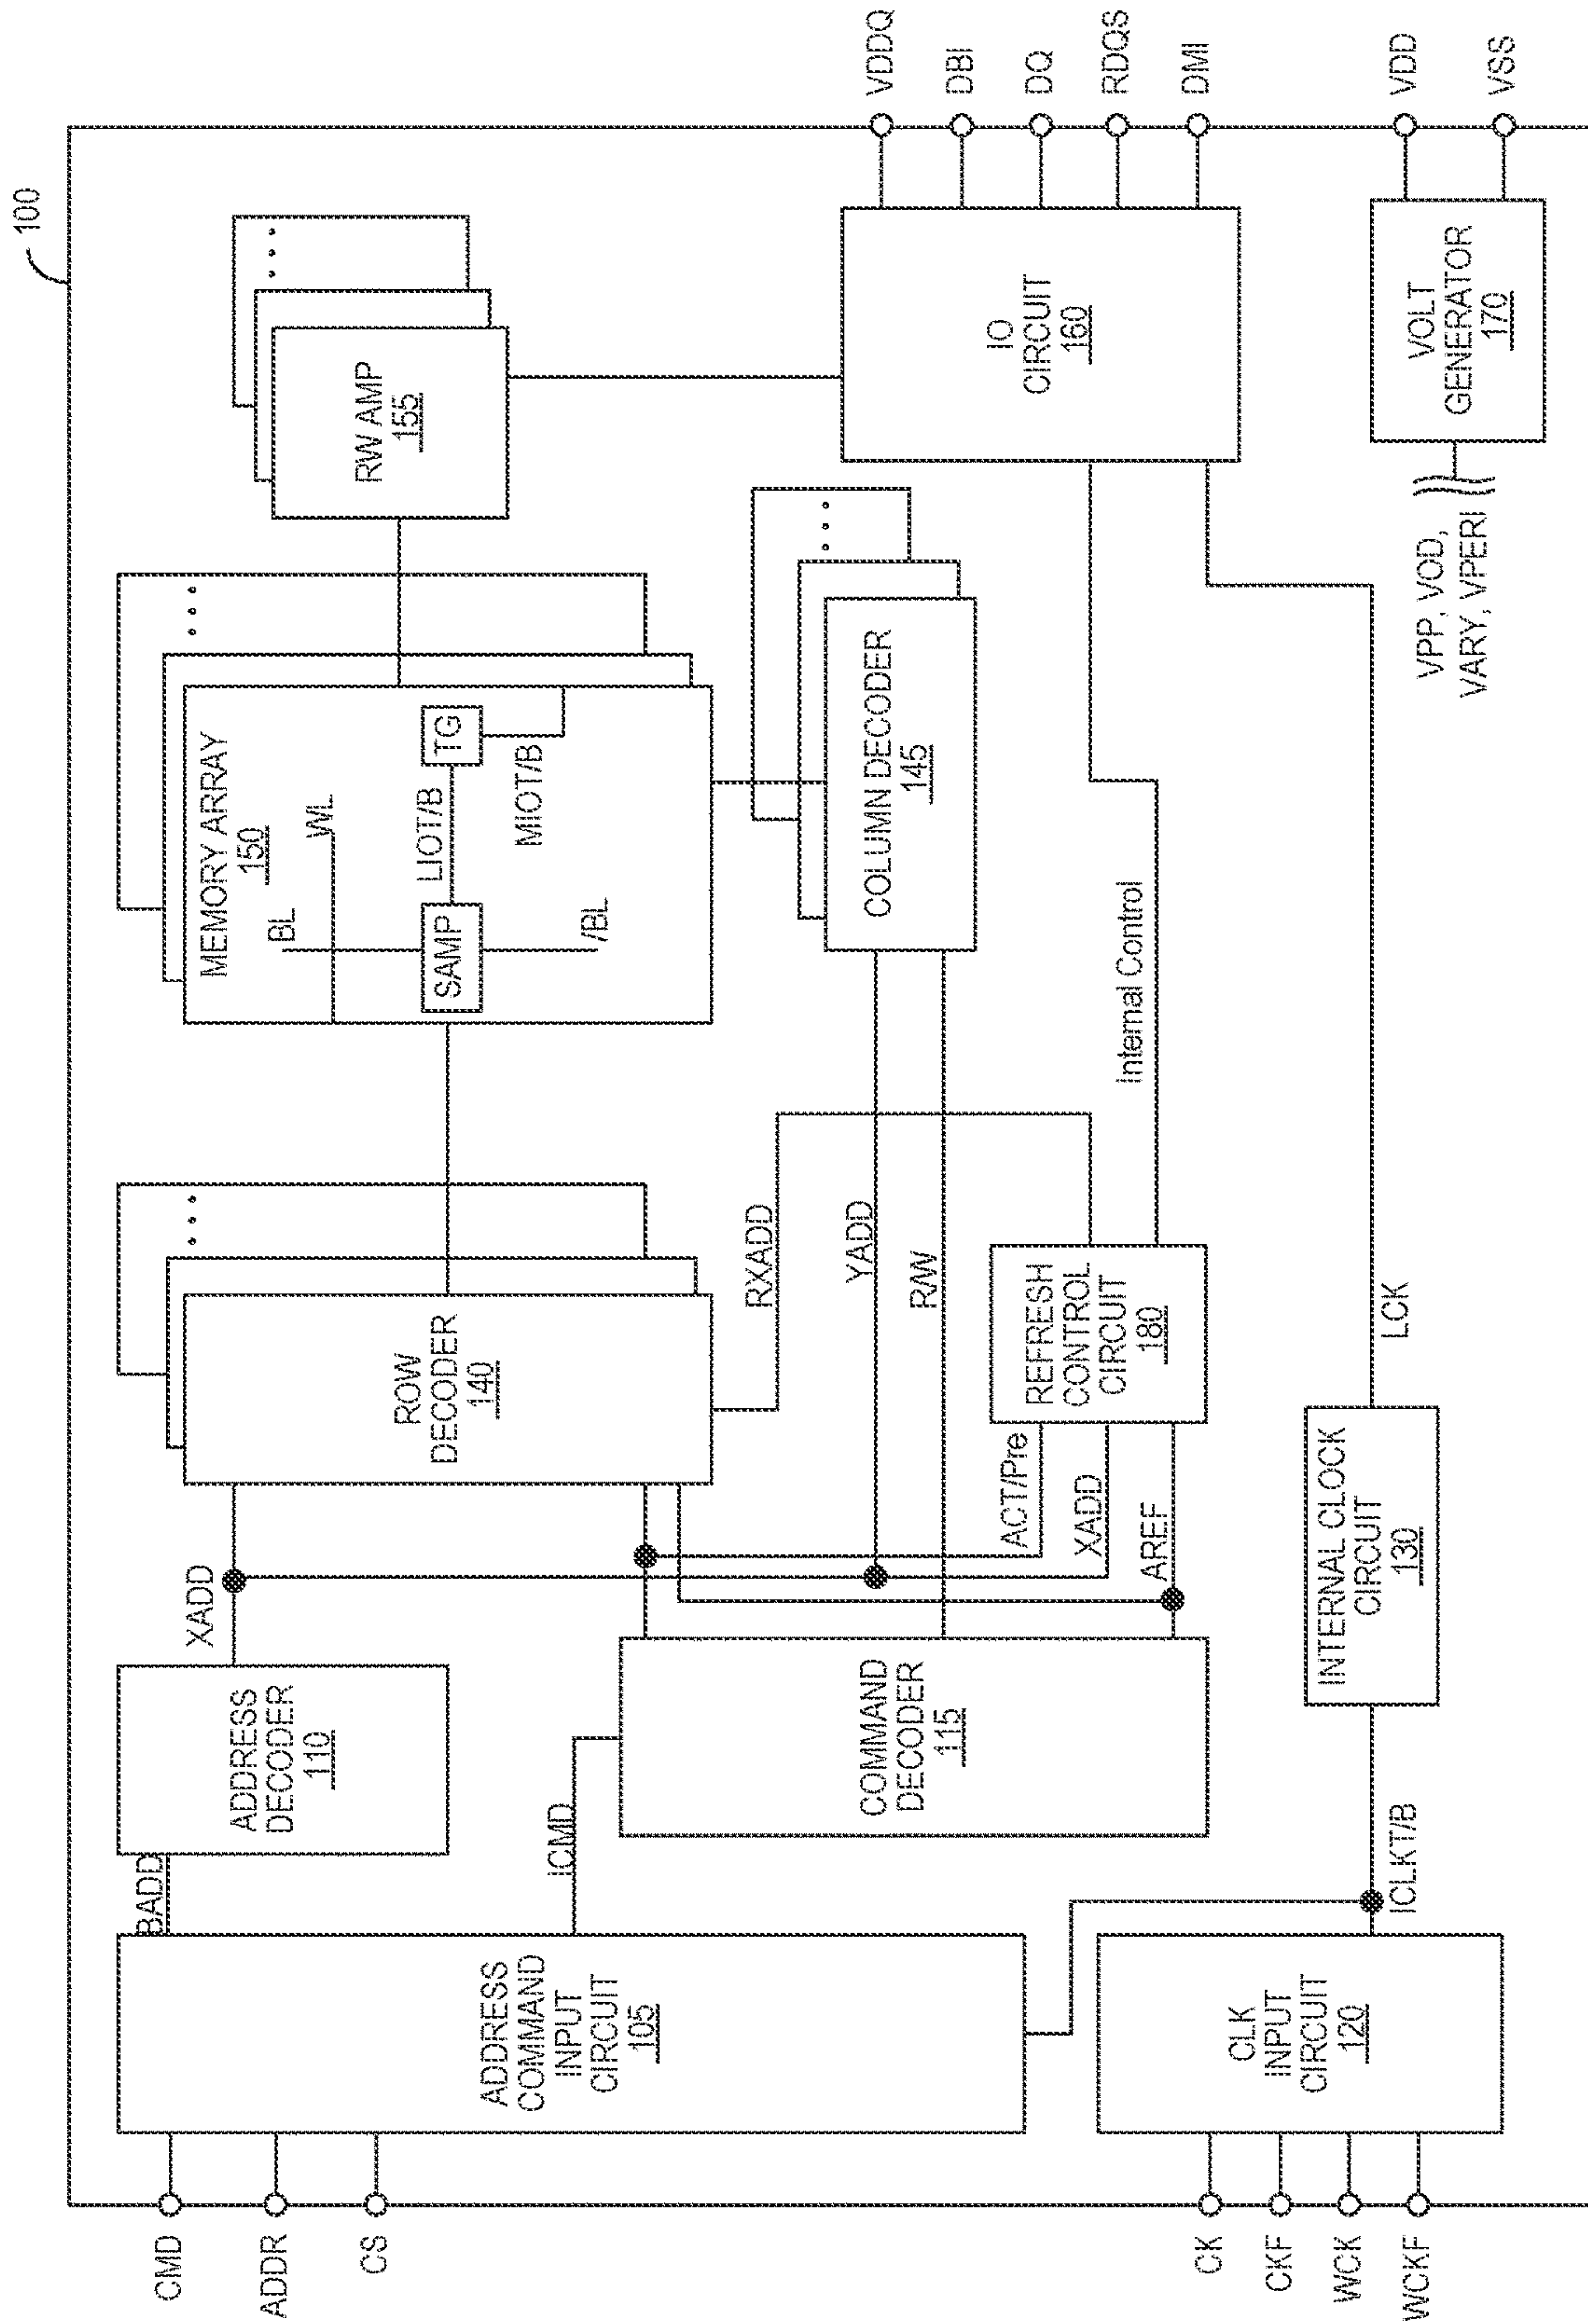 100
CMD
ADDR
CS
CK
CKF
WCK
WCKF
ADDRESS
COMMAND
INPUT
CIRCUIT
105
CLK
INPUT
CIRCUIT
120
BADD
ICMD
ICLKT/B
ADDRESS
DECODER
110
COMMAND
DECODER
115
INTERNAL CLOCK
CIRCUIT
130
XADD
ACT/Pre
XADD
AREF
LCK
ROW
DECODER
140
REFRESH
CONTROL
CIRCUIT
180
RXADD
YADD
R/W
Internal Control
MEMORY ARRAY
150
BL
WL
SAMP
LIOT/B
TG
/BL
MIOT/B
COLUMN DECODER
145
RW AMP
155
IO
CIRCUIT
160
VPP, VOD,
VARY, VPERI
VOLT
GENERATOR
170
VDDQ
DBI
DQ
RDQS
DMI
VDD
VSS